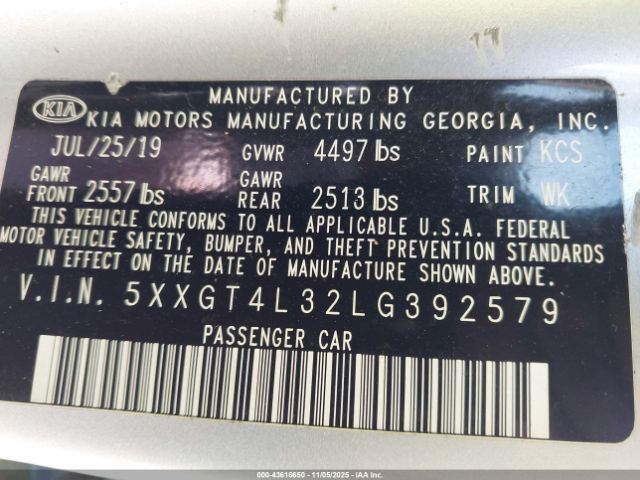 17
KIA
MANUFACTURED BY
KIA MOTORS MANUFACTURING GEORGIA, INC.
JUL/25/19 GVWR 4497 lbs PAINT KCS
GAWR FRONT 2557 lbs GAWR REAR 2513 lbs TRIM WK
THIS VEHICLE CONFORMS TO ALL APPLICABLE U.S.A. FEDERAL
MOTOR VEHICLE SAFETY, BUMPER, AND THEFT PREVENTION STANDARDS
IN EFFECT ON THE DATE OF MANUFACTURE SHOWN ABOVE.
V.I.N. 5XXGT4L32LG392579
PASSENGER CAR
000-43616650 - 11/05/2025 - IAAI.COM